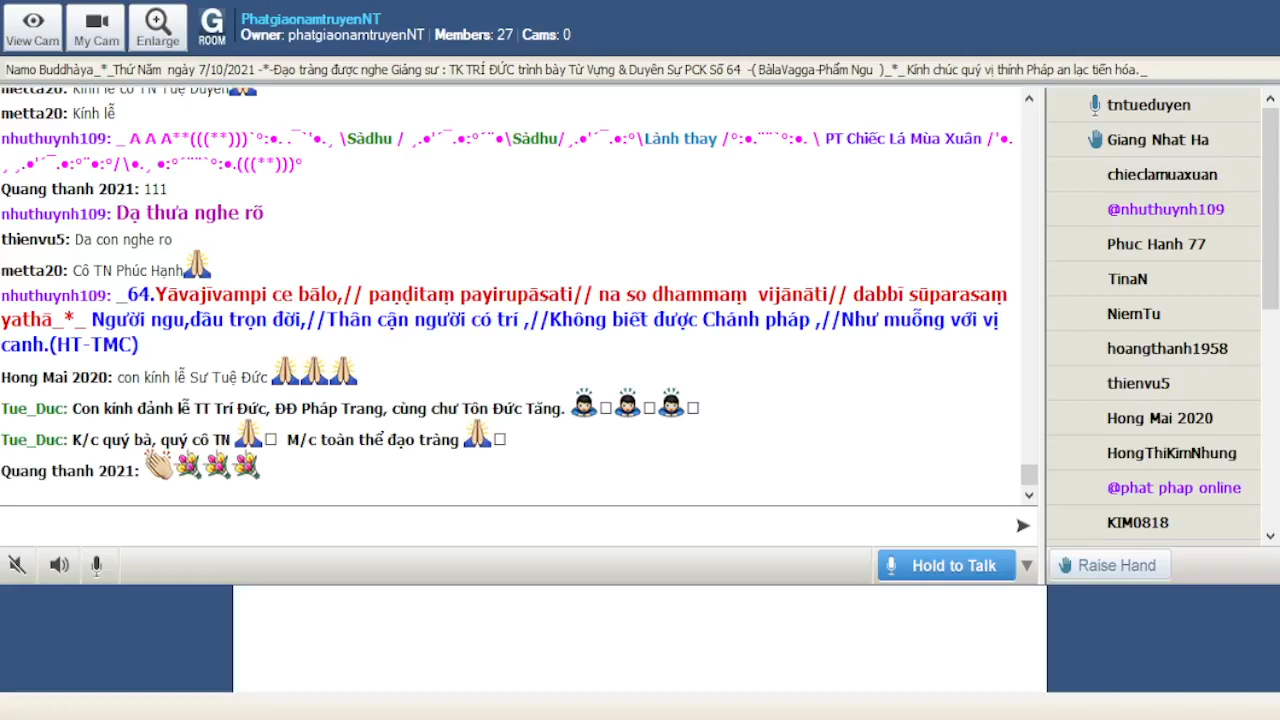 PhatgiaonamtruyenNT
Owner: phatgiaonamtruyenNT | Members: 27 | Cams: 0
View Cam
My Cam
Enlarge
G ROOM
Namo Buddhàya_*_Thứ Năm ngày 7/10/2021 -*-Đạo tràng được nghe Giảng sư : TK TRÍ ĐỨC trình bày Từ Vựng & Duyên Sự PCK Số 64 -( BàlaVagga-Phẩm Ngu )_*_ Kính chúc quý vị thính Pháp an lạc tiến hóa._
metta20: Kính lễ cô TN Tuệ Duyên🙏
metta20: Kính lễ
nhuthuynh109: _ A A A**(((**)))`°:•. .¯`'•.¸ \Sàdhu / ¸.•'´¯.•:°´¨•\Sàdhu/¸.•'´¯.•:°\Lành thay /°:•.¨¨`°:•. \ PT Chiếc Lá Mùa Xuân /'•.
¸ ¸.•'´¯.•:°¨•:°/\•.¸ •:°´¨¨`°:•.(((**)))°
Quang thanh 2021: 111
nhuthuynh109: Dạ thưa nghe rõ
thienvu5: Da con nghe ro
metta20: Cô TN Phúc Hạnh🙏
nhuthuynh109: _64.Yāvajīvampi ce bālo,// paṇḍitaṃ payirupāsati// na so dhammaṃ vijānāti// dabbī sūparasaṃ
yathā_*_ Người ngu,dầu trọn đời,//Thân cận người có trí ,//Không biết được Chánh pháp ,//Như muỗng với vị
canh.(HT-TMC)
Hong Mai 2020: con kính lễ Sư Tuệ Đức 🙏🙏🙏
Tue_Duc: Con kính đảnh lễ TT Trí Đức, ĐĐ Pháp Trang, cùng chư Tôn Đức Tăng. 🙇□🙇□🙇□
Tue_Duc: K/c quý bà, quý cô TN 🙏□ M/c toàn thể đạo tràng 🙏□
Quang thanh 2021: 👏💐💐💐
tntueduyen
Giang Nhat Ha
chieclamuaxuan
@nhuthuynh109
Phuc Hanh 77
TinaN
NiemTu
hoangthanh1958
thienvu5
Hong Mai 2020
HongThiKimNhung
@phat phap online
KIM0818
Hold to Talk
Raise Hand